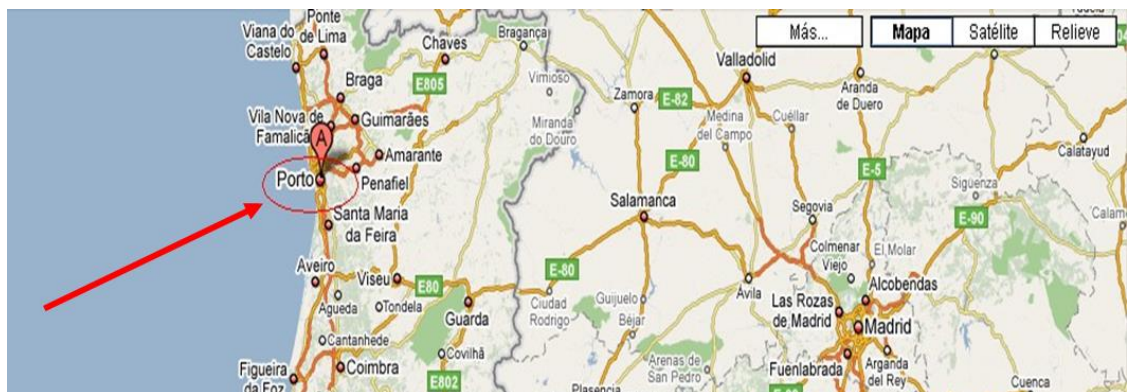 Viana do
Castelo
Ponte
de Lima
Chaves
Bragança
Más...
Mapa
Satélite
Relieve
Braga
E805
Vimioso
Zamora
E-82
Valladolid
Aranda
de Duero
Vila Nova de
Famalicã
Guimarães
Miranda
do Douro
Medina
del Campo
Cuéllar
A
Amarante
E-80
E-5
Calatayud
Porto
Penafiel
Sigüenza
Salamanca
Segovia
E-90
Calam
Santa Maria
da Feira
Colmenar
Viejo
El Molar
Aveiro
Viseu
E80
E-80
Ávila
Alcobendas
Agueda
Tondela
Guarda
Ciudad
Rodrigo
Guijuelo
Béjar
Las Rozas
de Madrid
Madrid
Cantanhede
Coimbra
Covilhã
Arenas de
San Pedro
Fuenlabrada
Arganda
del Rey
Figueira
da Foz
E802
Plasencia
Cuenca